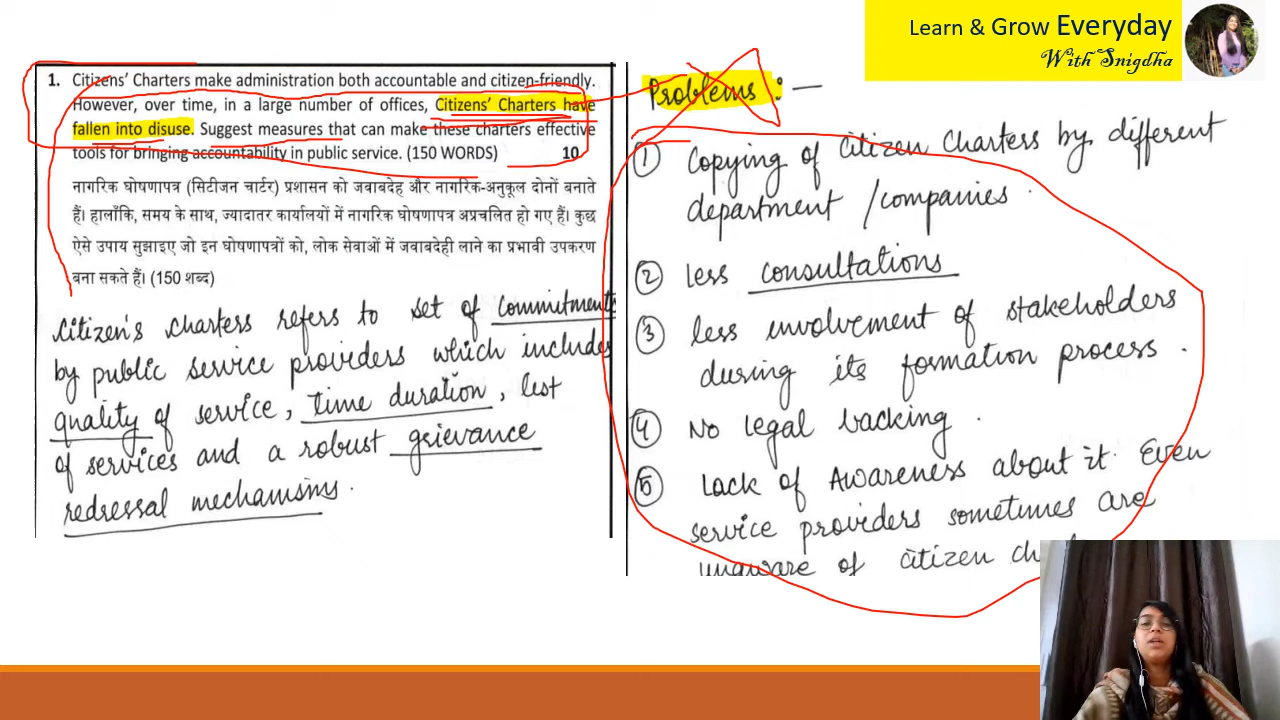 Learn & Grow Everyday
With Snigdha
1. Citizens' Charters make administration both accountable and citizen-friendly.
However, over time, in a large number of offices, Citizens' Charters have
fallen into disuse. Suggest measures that can make these charters effective
tools for bringing accountability in public service. (150 WORDS) 10
नागरिक घोषणापत्र (सिटीजन चार्टर) प्रशासन को जवाबदेह और नागरिक-अनुकूल दोनों बनाते
हैं। हालाँकि, समय के साथ, ज्यादातर कार्यालयों में नागरिक घोषणापत्र अप्रचलित हो गए हैं। कुछ
ऐसे उपाय सुझाइए जो इन घोषणापत्रों को, लोक सेवाओं में जवाबदेही लाने का प्रभावी उपकरण
बना सकते हैं। (150 शब्द)
Citizen's charters refers to set of commitments
by public service providers which includes
quality of service, time duration, list
of services and a robust grievance
redressal mechanisms.
Problems : —
① Copying of Citizen Charters by different
department / companies.
② less consultations
③ less involvement of stakeholders
during its formation process.
④ No legal backing.
⑤ Lack of Awareness about it. Even
service providers sometimes are
unaware of citizen